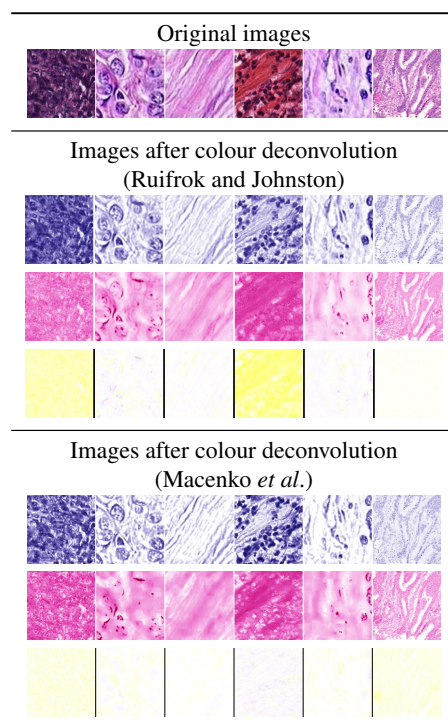 Original images
Images after colour deconvolution
(Ruifrok and Johnston)
Images after colour deconvolution
(Macenko et al.)